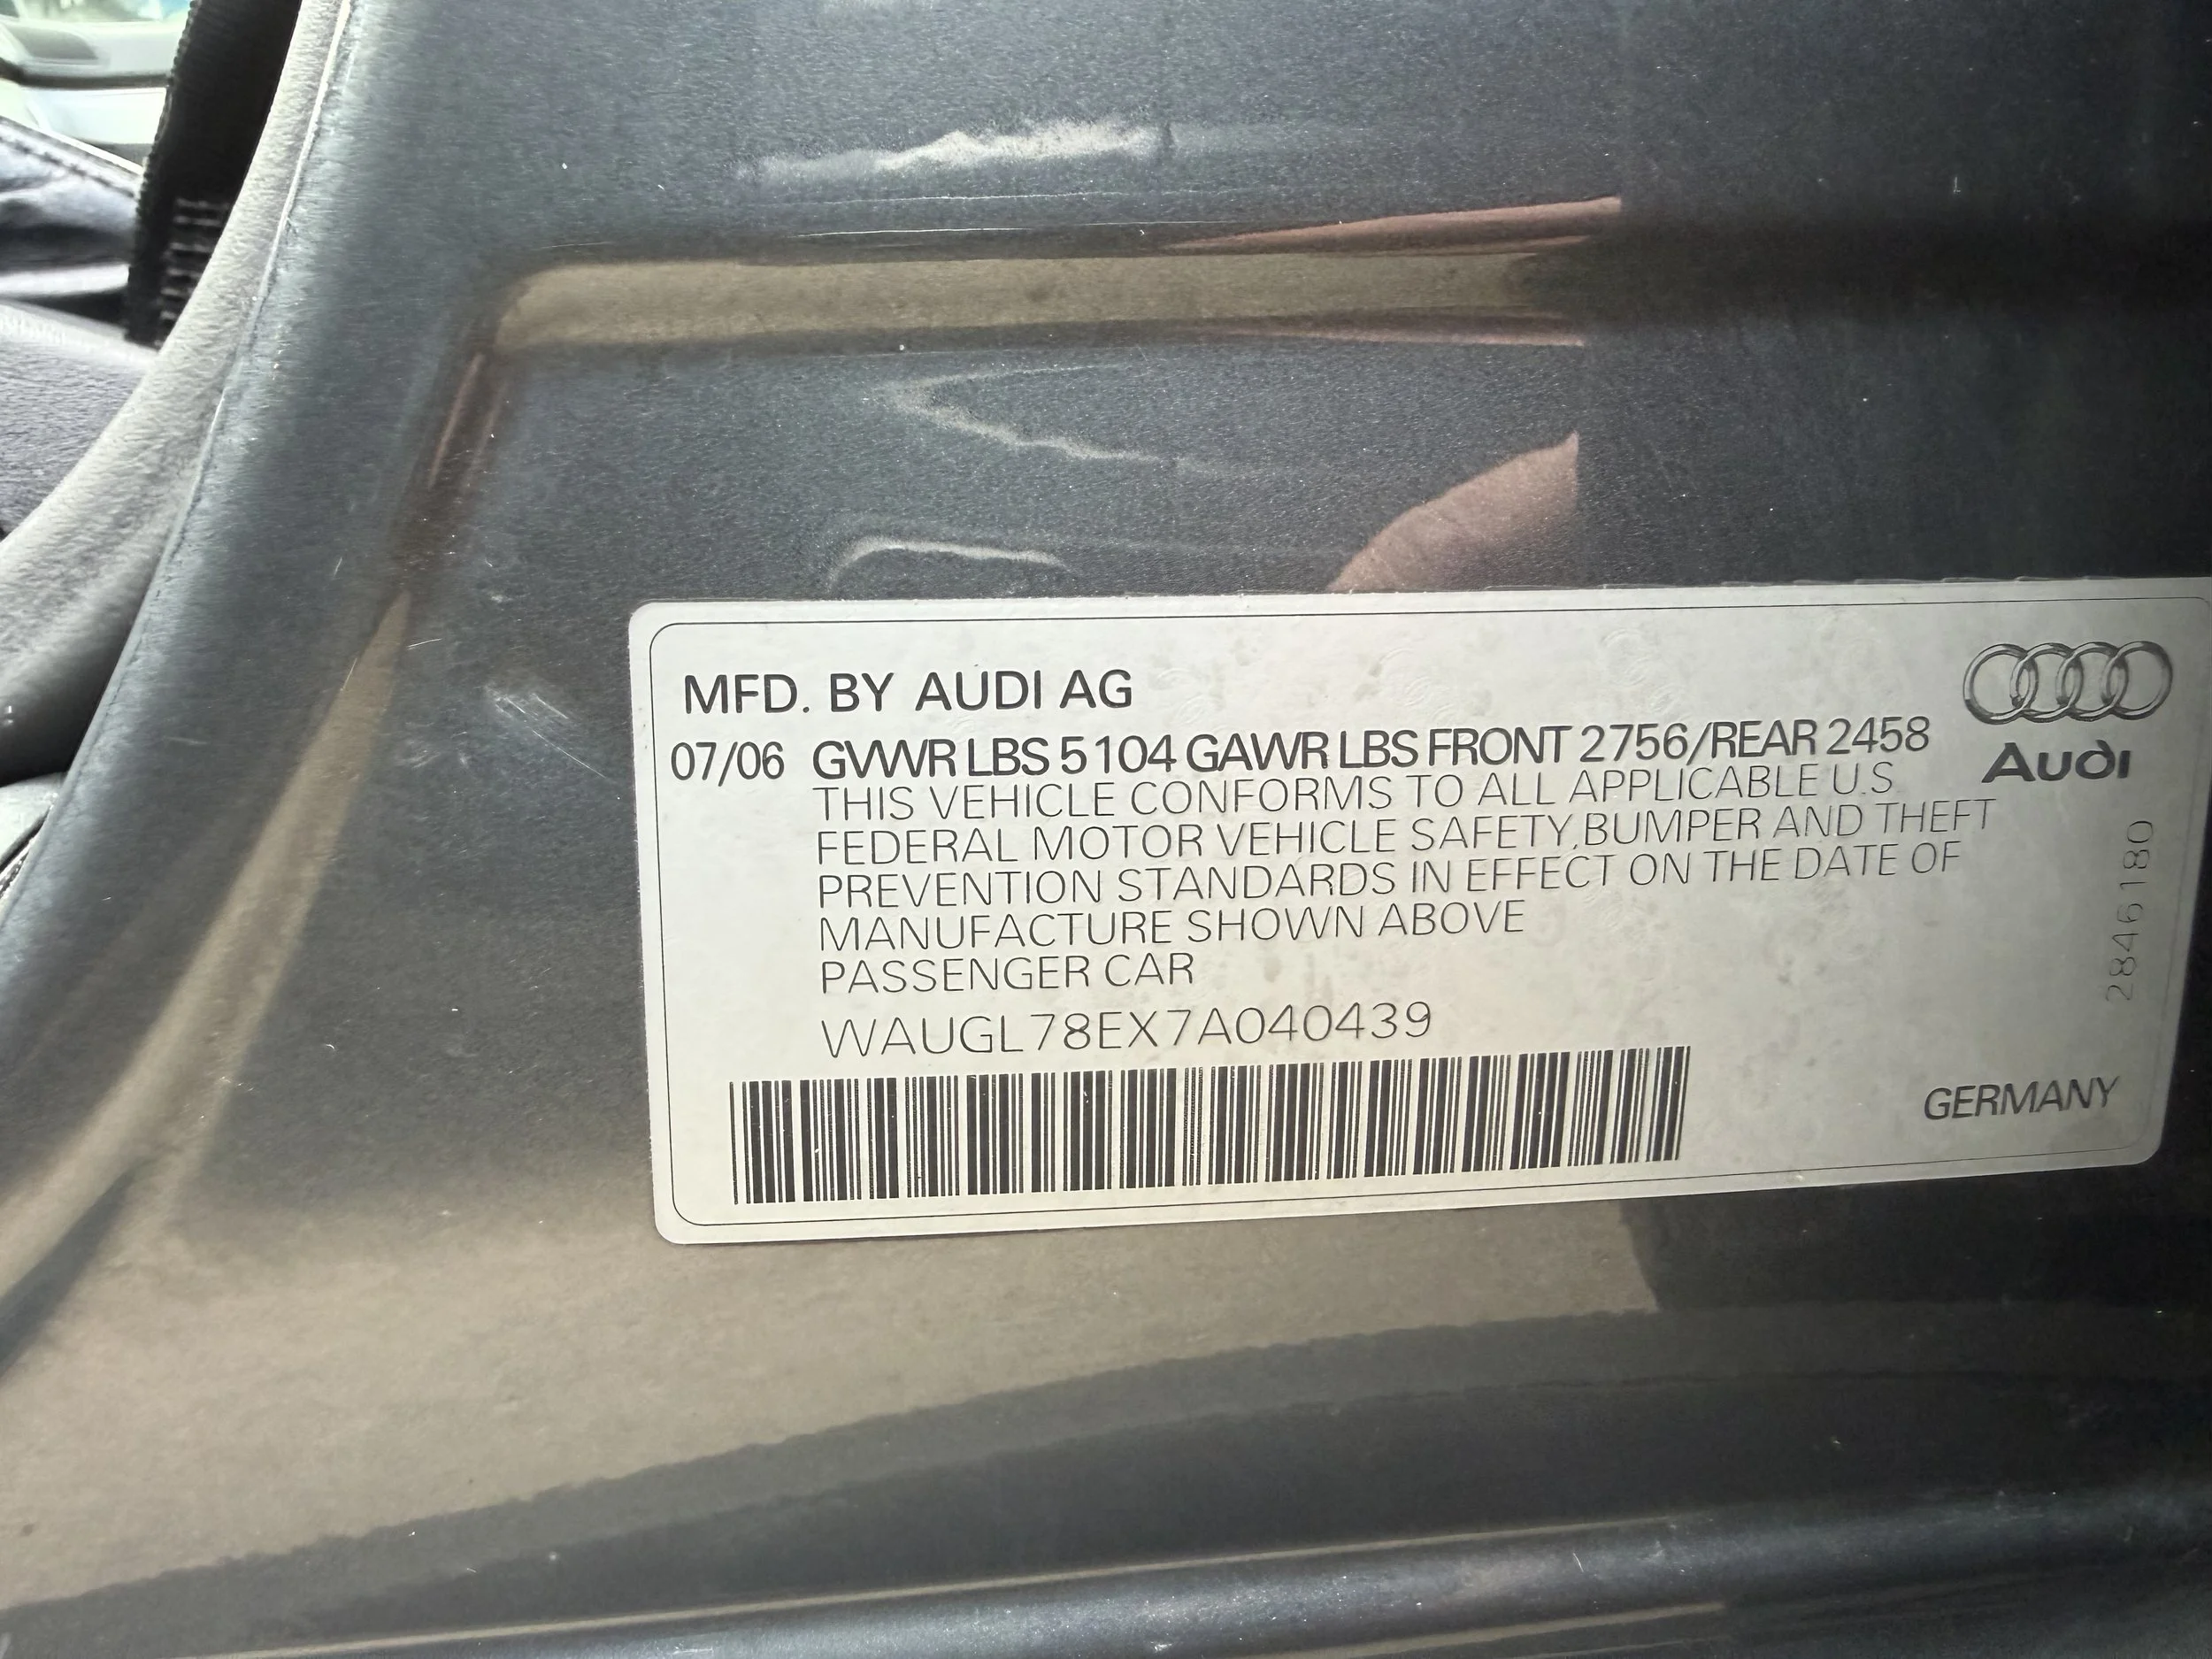 MFD. BY AUDI AG
07/06 GVWR LBS 5104 GAWR LBS FRONT 2756/REAR 2458
THIS VEHICLE CONFORMS TO ALL APPLICABLE U.S
FEDERAL MOTOR VEHICLE SAFETY,BUMPER AND THEFT
PREVENTION STANDARDS IN EFFECT ON THE DATE OF
MANUFACTURE SHOWN ABOVE
PASSENGER CAR
WAUGL78EX7A040439
Audi
2846180
GERMANY